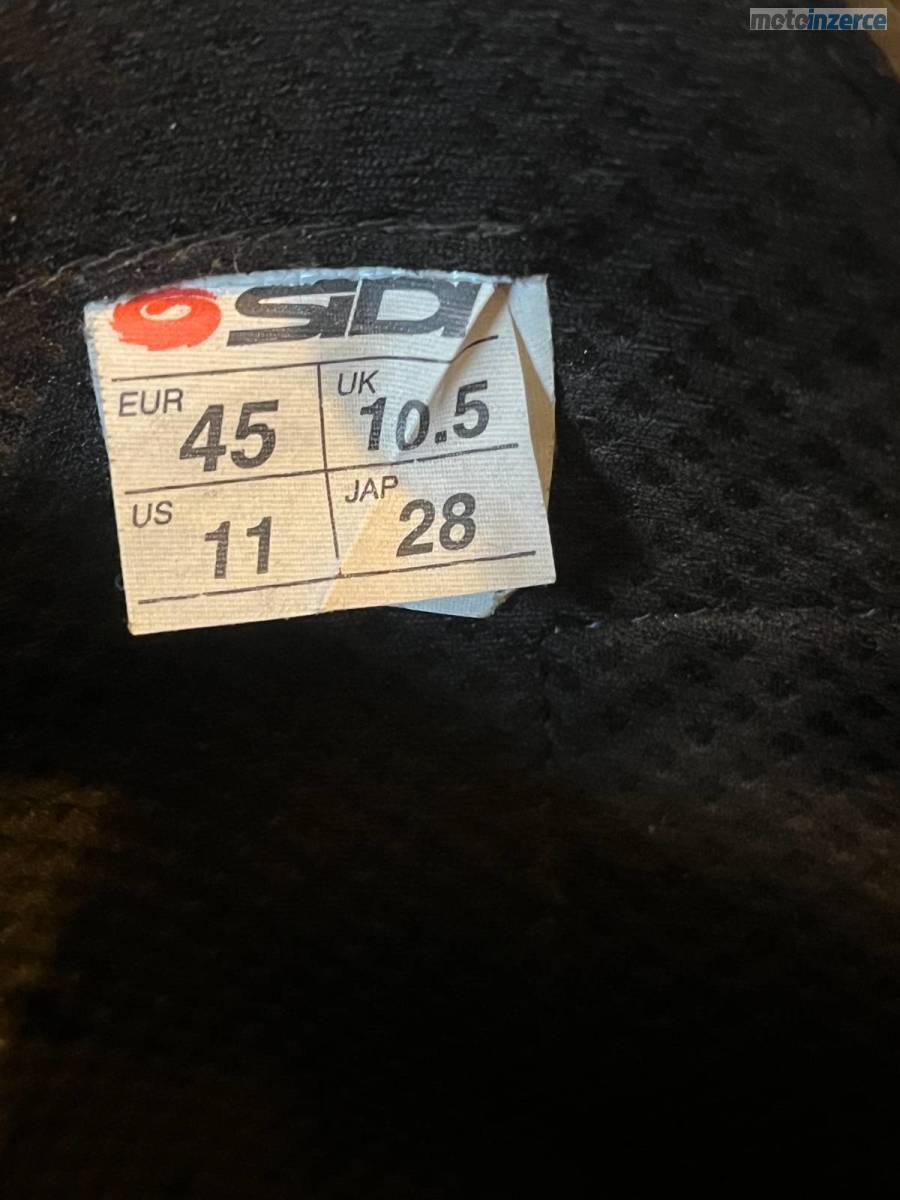 motoinzerce
SIDI
EUR 45 UK 10.5
US 11 JAP 28